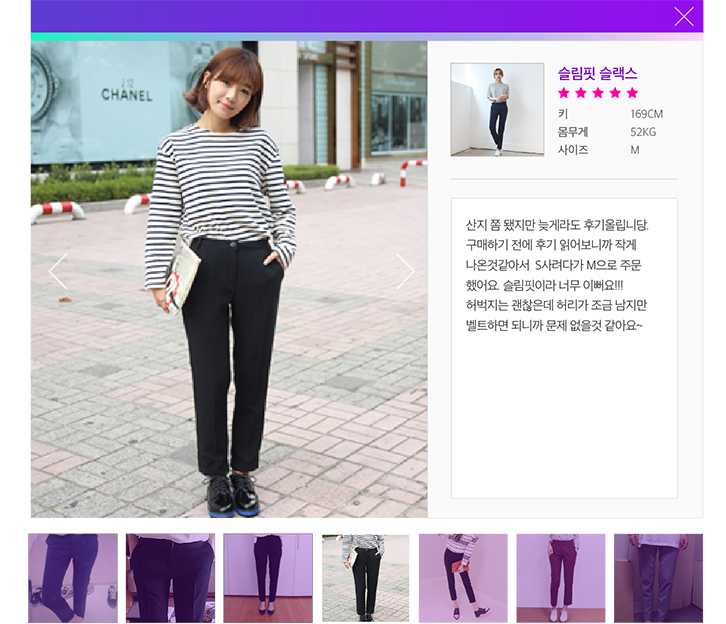 J12
CHANEL
슬림핏 슬랙스
키 169CM
몸무게 52KG
사이즈 M
산지 쫌 됐지만 늦게라도 후기올립니당.
구매하기 전에 후기 읽어보니까 작게
나온것같아서 S사려다가 M으로 주문
했어요. 슬림핏이라 너무 이뻐요!!!
허벅지는 괜찮은데 허리가 조금 남지만
벨트하면 되니까 문제 없을것 같아요~